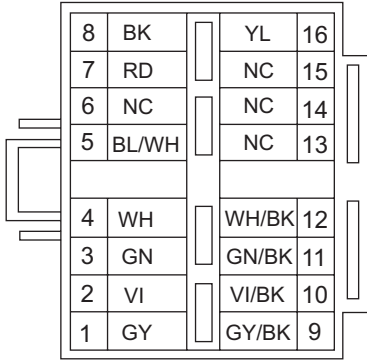 8 BK YL 16
7 RD NC 15
6 NC NC 14
5 BL/WH NC 13
4 WH WH/BK 12
3 GN GN/BK 11
2 VI VI/BK 10
1 GY GY/BK 9